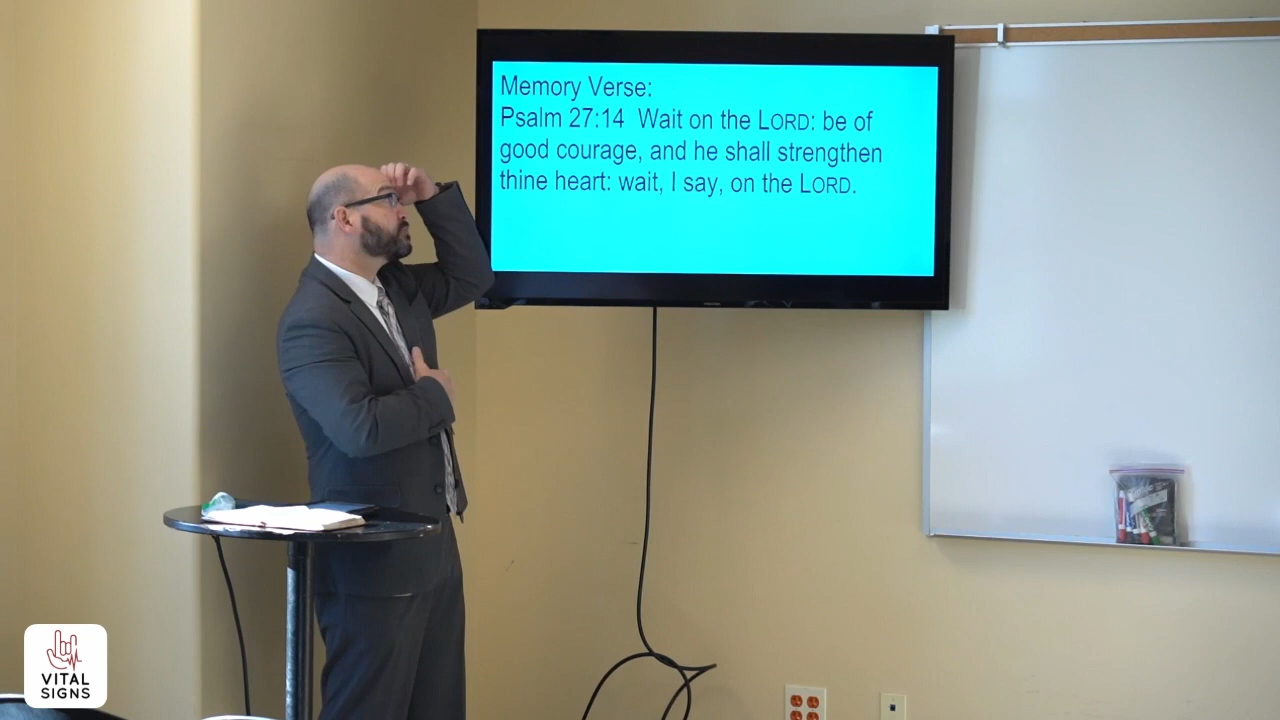 Memory Verse:
Psalm 27:14 Wait on the LORD: be of
good courage, and he shall strengthen
thine heart: wait, I say, on the LORD.
VITAL
SIGNS